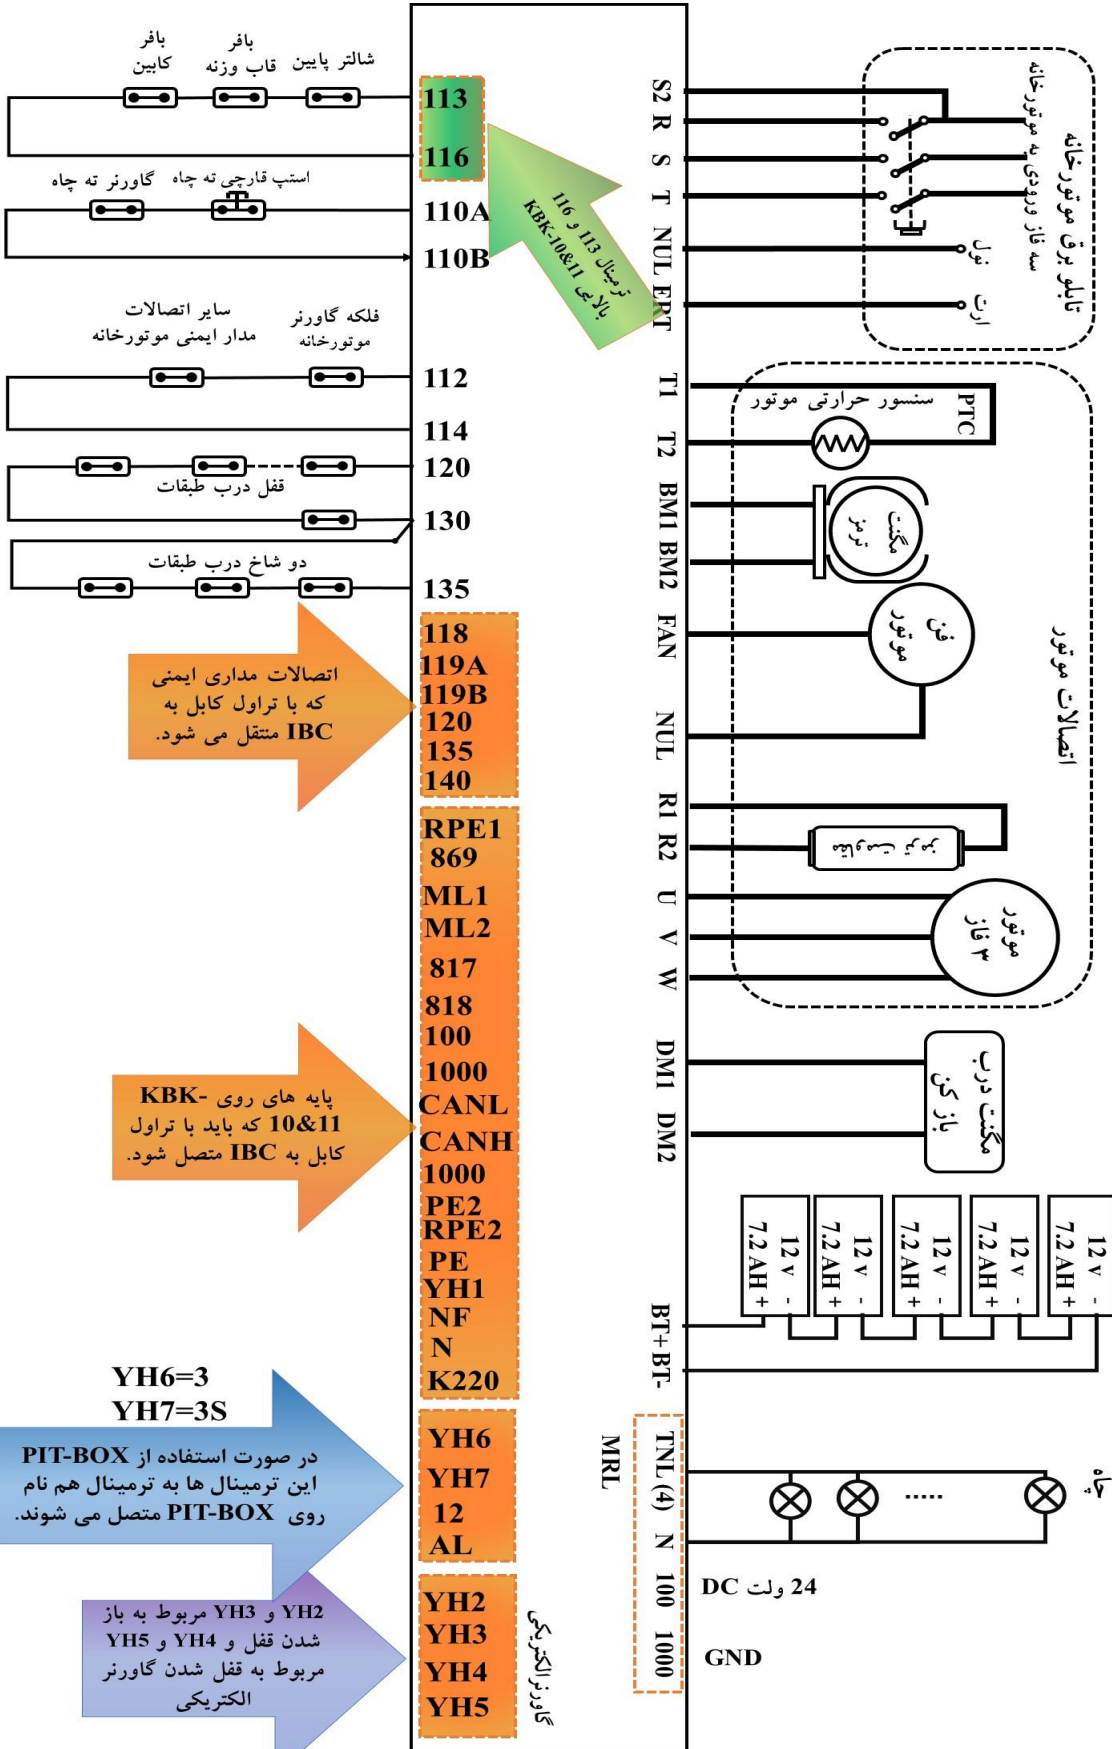 بافر
کابین
بافر
قاب وزنه
شالتر پایین
113
116
گاورنر ته چاه
استپ قارچی ته چاه
110A
110B
ترمینال 113 و 116
بالایی KBK-10&11
سایر اتصالات
مدار ایمنی موتورخانه
فلکه گاورنر
موتورخانه
112
114
120
قفل درب طبقات
130
دو شاخ درب طبقات
135
118
119A
119B
120
135
140
اتصالات مداری ایمنی
که با تراول کابل به
IBC منتقل می شود.
RPE1
869
ML1
ML2
817
818
100
1000
CANL
CANH
1000
PE2
RPE2
PE
YH1
NF
N
K220
پایه های روی KBK-
10&11 که باید با تراول
کابل به IBC متصل شود.
YH6=3
YH7=3S
در صورت استفاده از PIT-BOX
این ترمینال ها به ترمینال هم نام
روی PIT-BOX متصل می شوند.
YH6
YH7
12
AL
YH2 و YH3 مربوط به باز
شدن قفل و YH4 و YH5
مربوط به قفل شدن گاورنر
الکتریکی
YH2
YH3
YH4
YH5
گاورنرالکتریکی
S2
R
S
T
NUL
ERT
نول
ارت
سه فاز ورودی به موتورخانه
تابلو برق موتورخانه
T1
T2
سنسور حرارتی موتور
PTC
BM1
BM2
مگنت
ترمز
FAN
NUL
فن
موتور
اتصالات موتور
R1
R2
مقاومت ترمز
U
V
W
موتور
۳ فاز
DM1
DM2
مگنت درب
باز کن
12 v -
7.2 AH +
12 v -
7.2 AH +
12 v -
7.2 AH +
12 v -
7.2 AH +
12 v -
7.2 AH +
BT+
BT-
MRL
TNL (4)
N
100
1000
چاه
24 ولت DC
GND